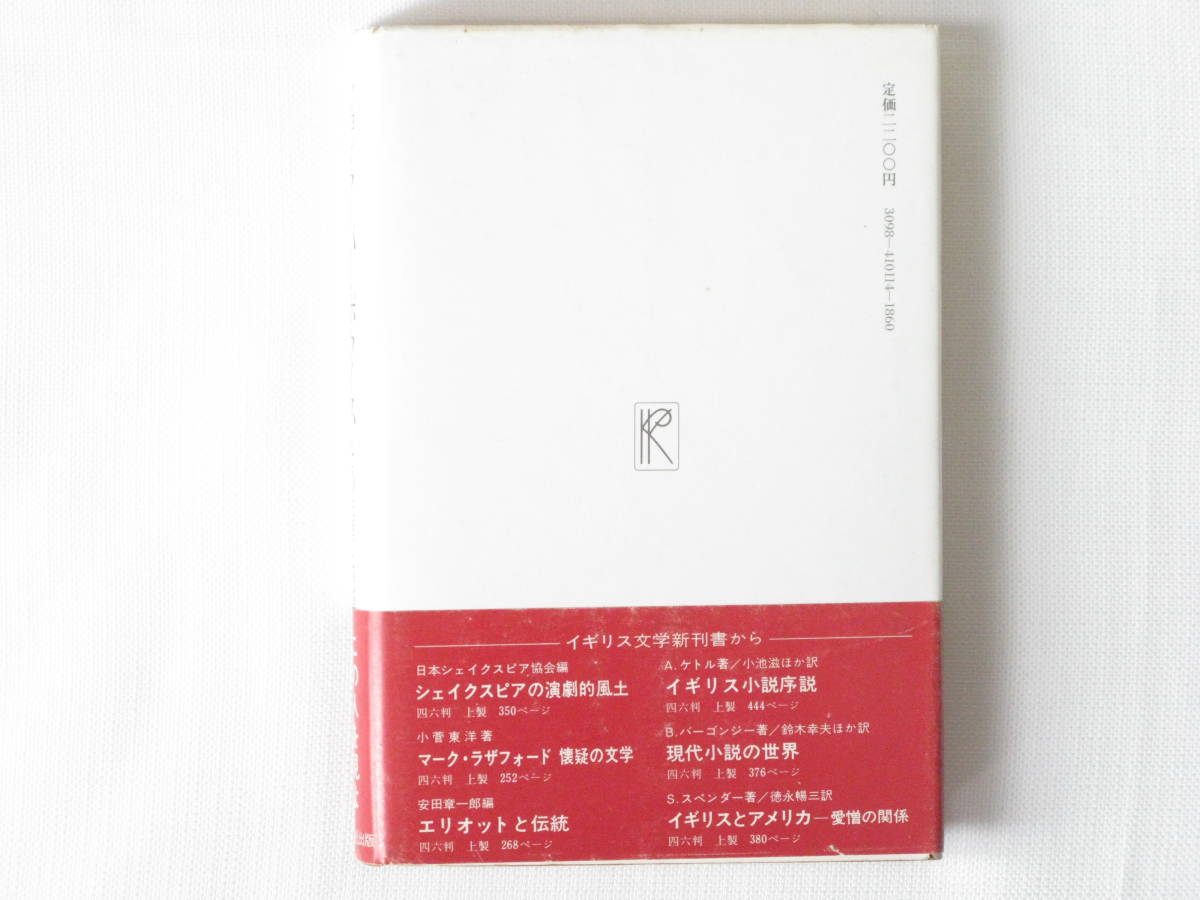 定価二二〇〇円 3098—410114—1860
イギリス文学新刊書から
日本シェイクスピア協会編
シェイクスピアの演劇的風土
四六判 上製 350ページ
小菅東洋著
マーク・ラザフォード 懐疑の文学
四六判 上製 252ページ
安田章一郎編
エリオットと伝統
四六判 上製 268ページ
A.ケトル著/小池滋ほか訳
イギリス小説序説
四六判 上製 444ページ
B.バーゴンジー著/鈴木幸夫ほか訳
現代小説の世界
四六判 上製 376ページ
S.スペンダー著/徳永暢三訳
イギリスとアメリカ—愛憎の関係
四六判 上製 380ページ
出版